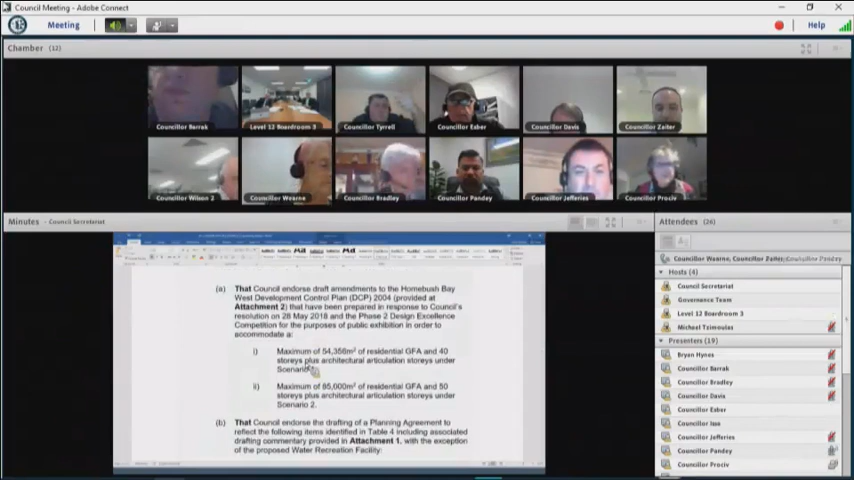 Council Meeting - Adobe Connect
Meeting
Help
Chamber (12)
Councillor Barrak
Level 12 Boardroom 3
Councillor Tyrrell
Councillor Esber
Councillor Davis
Councillor Zaiter
Councillor Wilson 2
Councillor Wearne
Councillor Bradley
Councillor Pandey
Councillor Jefferies
Councillor Prociv
Minutes - Council Secretariat
(a) That Council endorse draft amendments to the Homebush Bay
West Development Control Plan (DCP) 2004 (provided at
Attachment 2) that have been prepared in response to Council's
resolution on 28 May 2018 and the Phase 2 Design Excellence
Competition for the purposes of public exhibition in order to
accommodate a:
i) Maximum of 54,356m² of residential GFA and 40
storeys plus architectural articulation storeys under
Scenario
ii) Maximum of 85,000m² of residential GFA and 50
storeys plus architectural articulation storeys under
Scenario 2.
(b) That Council endorse the drafting of a Planning Agreement to
reflect the following items identified in Table 4 including associated
drafting commentary provided in Attachment 1, with the exception
of the proposed Water Recreation Facility:
Attendees (26)
Councillor Wearne, Councillor Zaiter, Councillor Pandey
Hosts (4)
Council Secretariat
Governance Team
Level 12 Boardroom 3
Michael Tzimoulas
Presenters (19)
Bryan Hynes
Councillor Barrak
Councillor Bradley
Councillor Davis
Councillor Esber
Councillor Issa
Councillor Jefferies
Councillor Pandey
Councillor Prociv